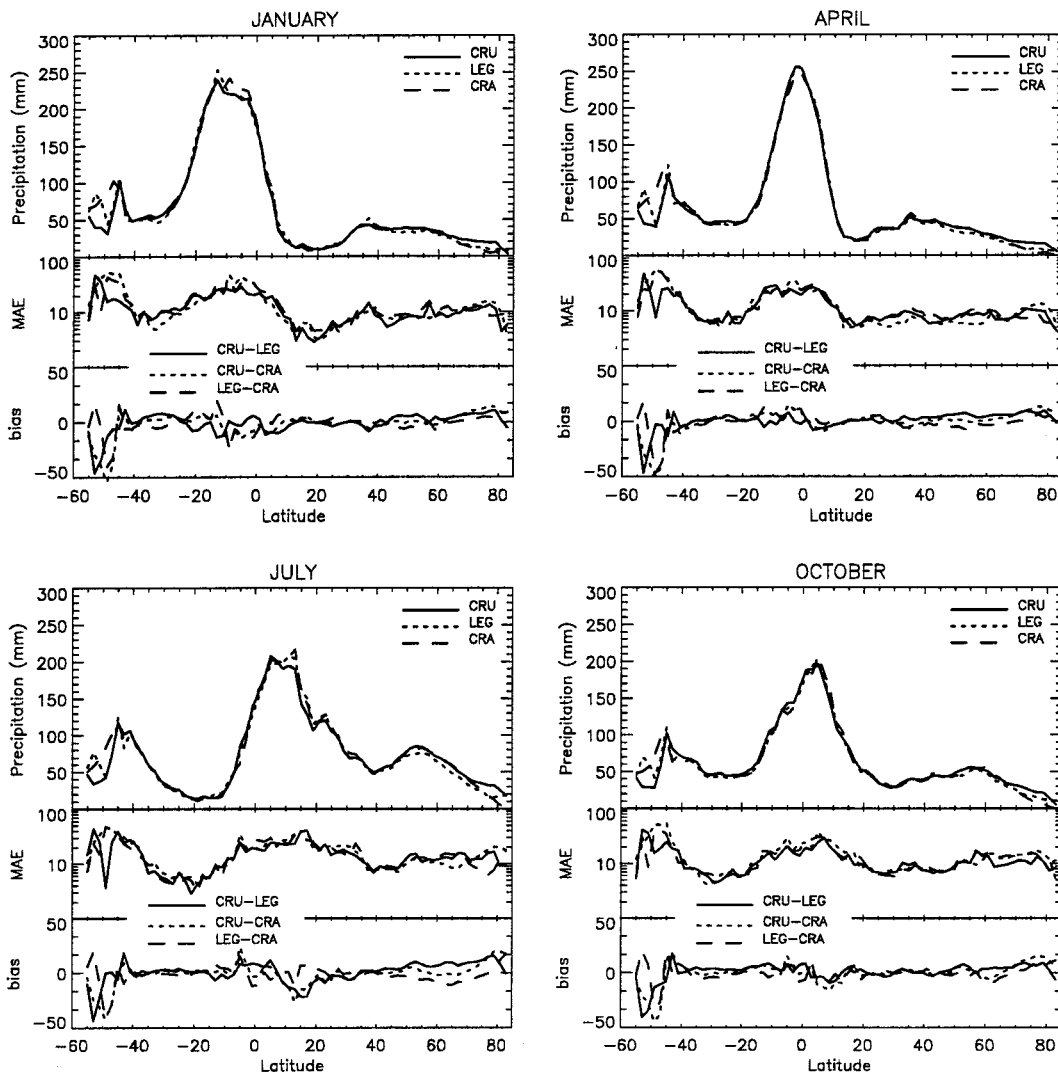 JANUARY
300
250
200
150
100
50
Precipitation (mm)
CRU
LEG
CRA
100
10
MAE
CRU-LEG
CRU-CRA
LEG-CRA
50
0
-50
bias
-60 -40 -20 0 20 40 60 80
Latitude
APRIL
300
250
200
150
100
50
Precipitation (mm)
CRU
LEG
CRA
100
10
MAE
CRU-LEG
CRU-CRA
LEG-CRA
50
0
-50
bias
-60 -40 -20 0 20 40 60 80
Latitude
JULY
300
250
200
150
100
50
Precipitation (mm)
CRU
LEG
CRA
100
10
MAE
CRU-LEG
CRU-CRA
LEG-CRA
50
0
-50
bias
-60 -40 -20 0 20 40 60 80
Latitude
OCTOBER
300
250
200
150
100
50
Precipitation (mm)
CRU
LEG
CRA
100
10
MAE
CRU-LEG
CRU-CRA
LEG-CRA
50
0
-50
bias
-60 -40 -20 0 20 40 60 80
Latitude